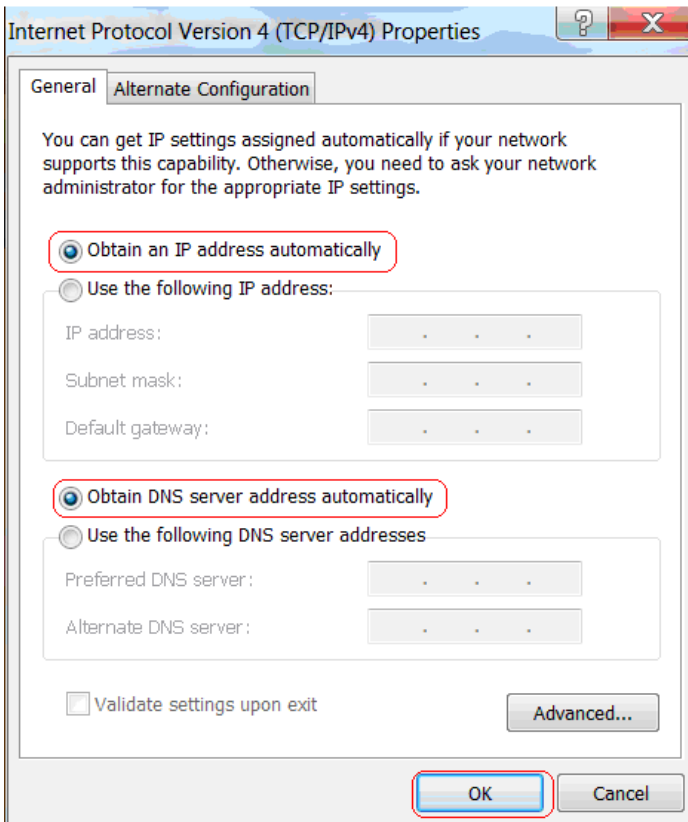 Internet Protocol Version 4 (TCP/IPv4) Properties
General
Alternate Configuration
You can get IP settings assigned automatically if your network
supports this capability. Otherwise, you need to ask your network
administrator for the appropriate IP settings.
Obtain an IP address automatically
Use the following IP address:
IP address:
Subnet mask:
Default gateway:
Obtain DNS server address automatically
Use the following DNS server addresses
Preferred DNS server:
Alternate DNS server:
Validate settings upon exit
Advanced...
OK
Cancel